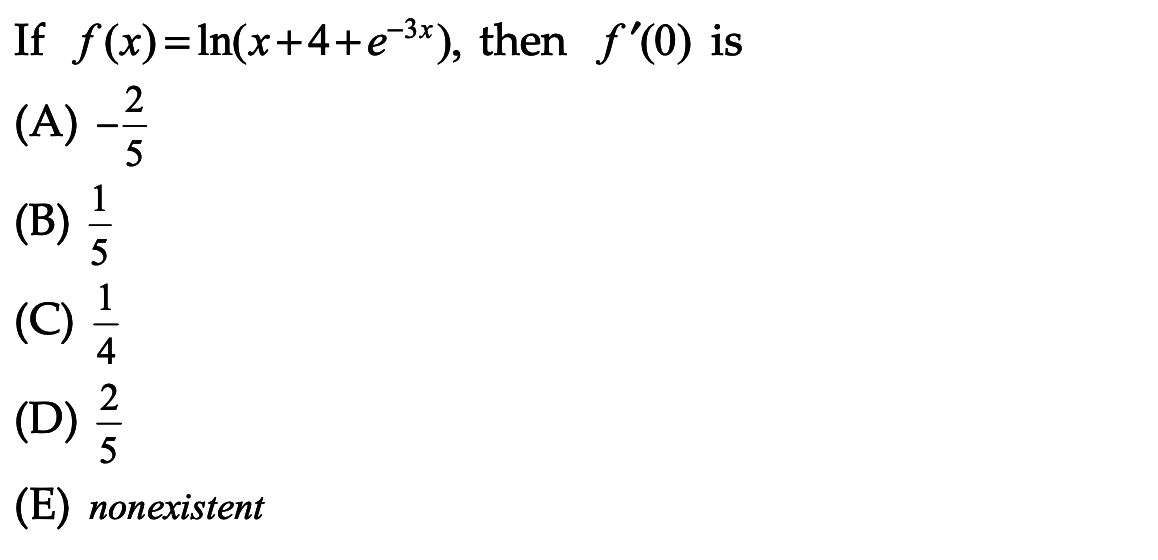 If f(x)=ln(x+4+e⁻³ˣ), then f′(0) is
(A) −2/5
(B) 1/5
(C) 1/4
(D) 2/5
(E) nonexistent